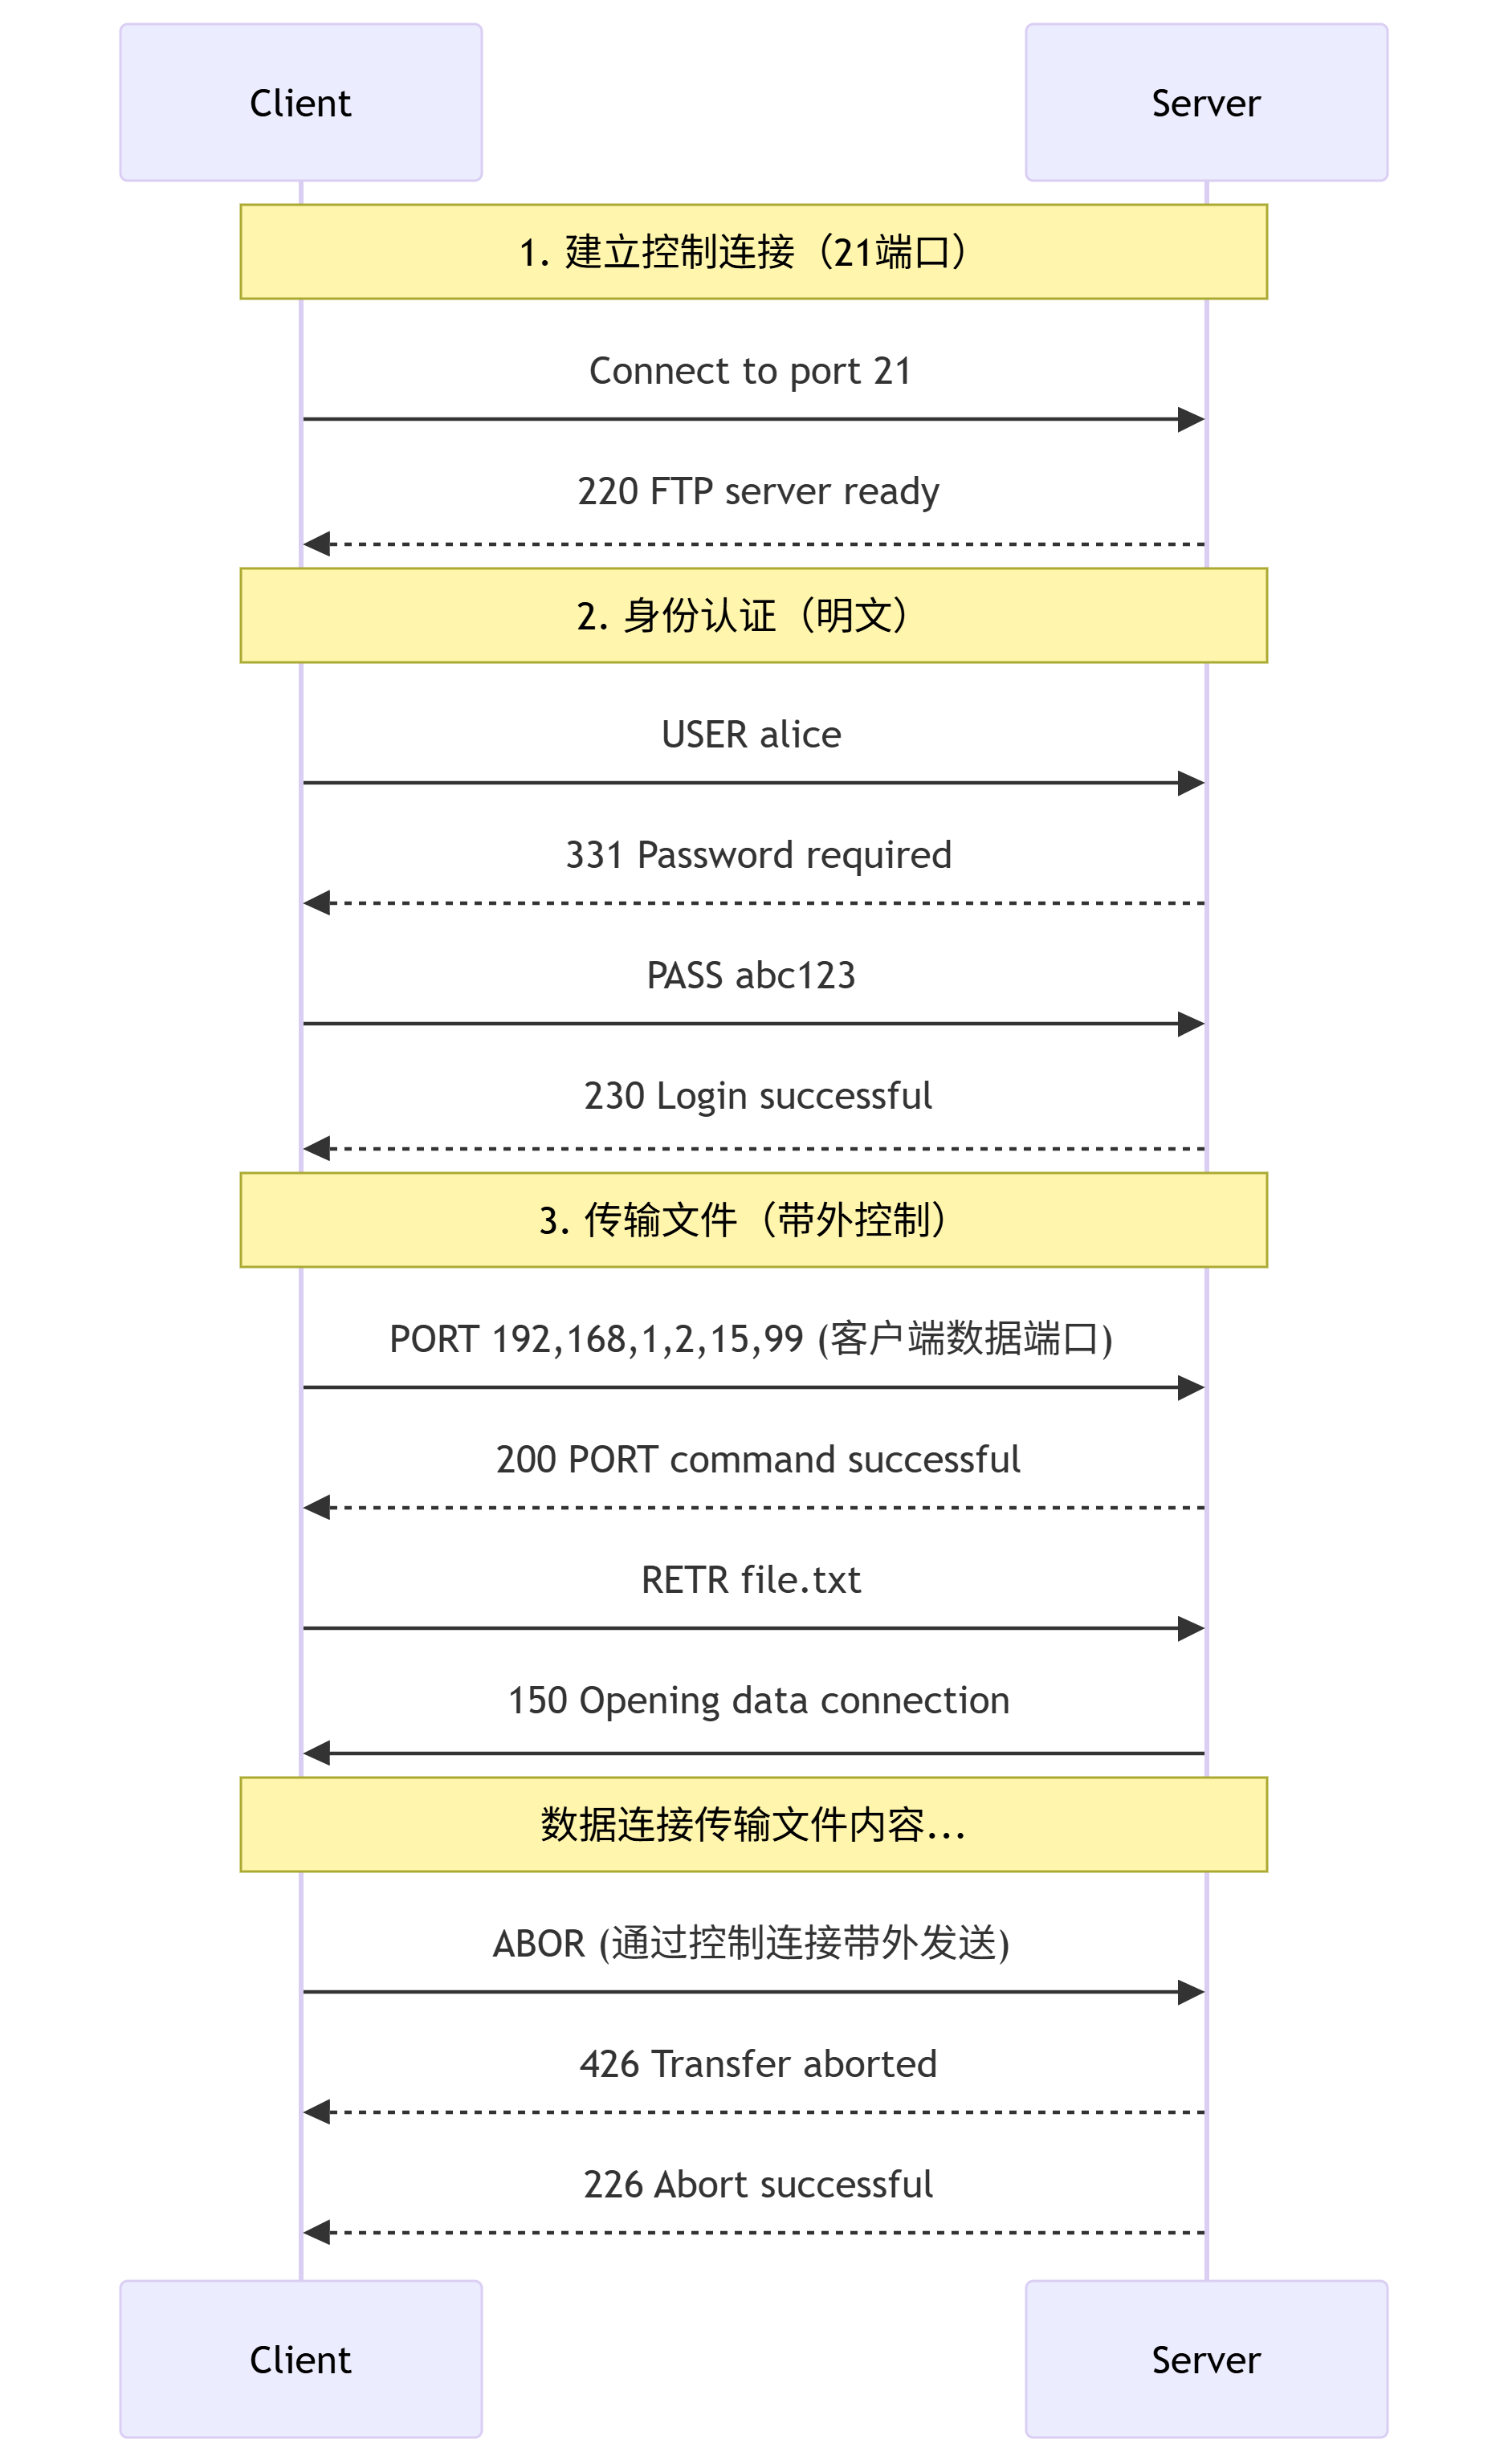 Client
Server
1. 建立控制连接（21端口）
Connect to port 21
220 FTP server ready
2. 身份认证（明文）
USER alice
331 Password required
PASS abc123
230 Login successful
3. 传输文件（带外控制）
PORT 192,168,1,2,15,99 (客户端数据端口)
200 PORT command successful
RETR file.txt
150 Opening data connection
数据连接传输文件内容...
ABOR (通过控制连接带外发送)
426 Transfer aborted
226 Abort successful
Client
Server